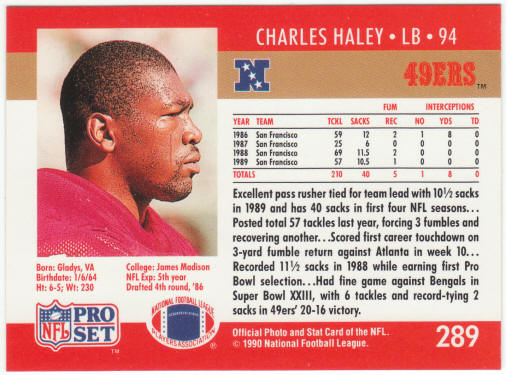 CHARLES HALEY • LB • 94
N
49ERS™
FUM INTERCEPTIONS
YEAR TEAM TCKL SACKS REC NO YDS TD
1986 San Francisco 59 12 2 1 8 0
1987 San Francisco 25 6 0 0 0 0
1988 San Francisco 69 11.5 2 0 0 0
1989 San Francisco 57 10.5 1 0 0 0
TOTALS 210 40 5 1 8 0
Excellent pass rusher tied for team lead with 10½ sacks
in 1989 and has 40 sacks in first four NFL seasons...
Posted total 57 tackles last year, forcing 3 fumbles and
recovering another...Scored first career touchdown on
3-yard fumble return against Atlanta in week 10...
Recorded 11½ sacks in 1988 while earning first Pro
Bowl selection...Had fine game against Bengals in
Super Bowl XXIII, with 6 tackles and record-tying 2
sacks in 49ers' 20-16 victory.
Born: Gladys, VA
Birthdate: 1/6/64
Ht: 6-5; Wt: 230
College: James Madison
NFL Exp: 5th year
Drafted 4th round, '86
NFL
PRO SET™
NATIONAL FOOTBALL LEAGUE
PLAYERS ASSOCIATION ®
Official Photo and Stat Card of the NFL.
© 1990 National Football League.
289